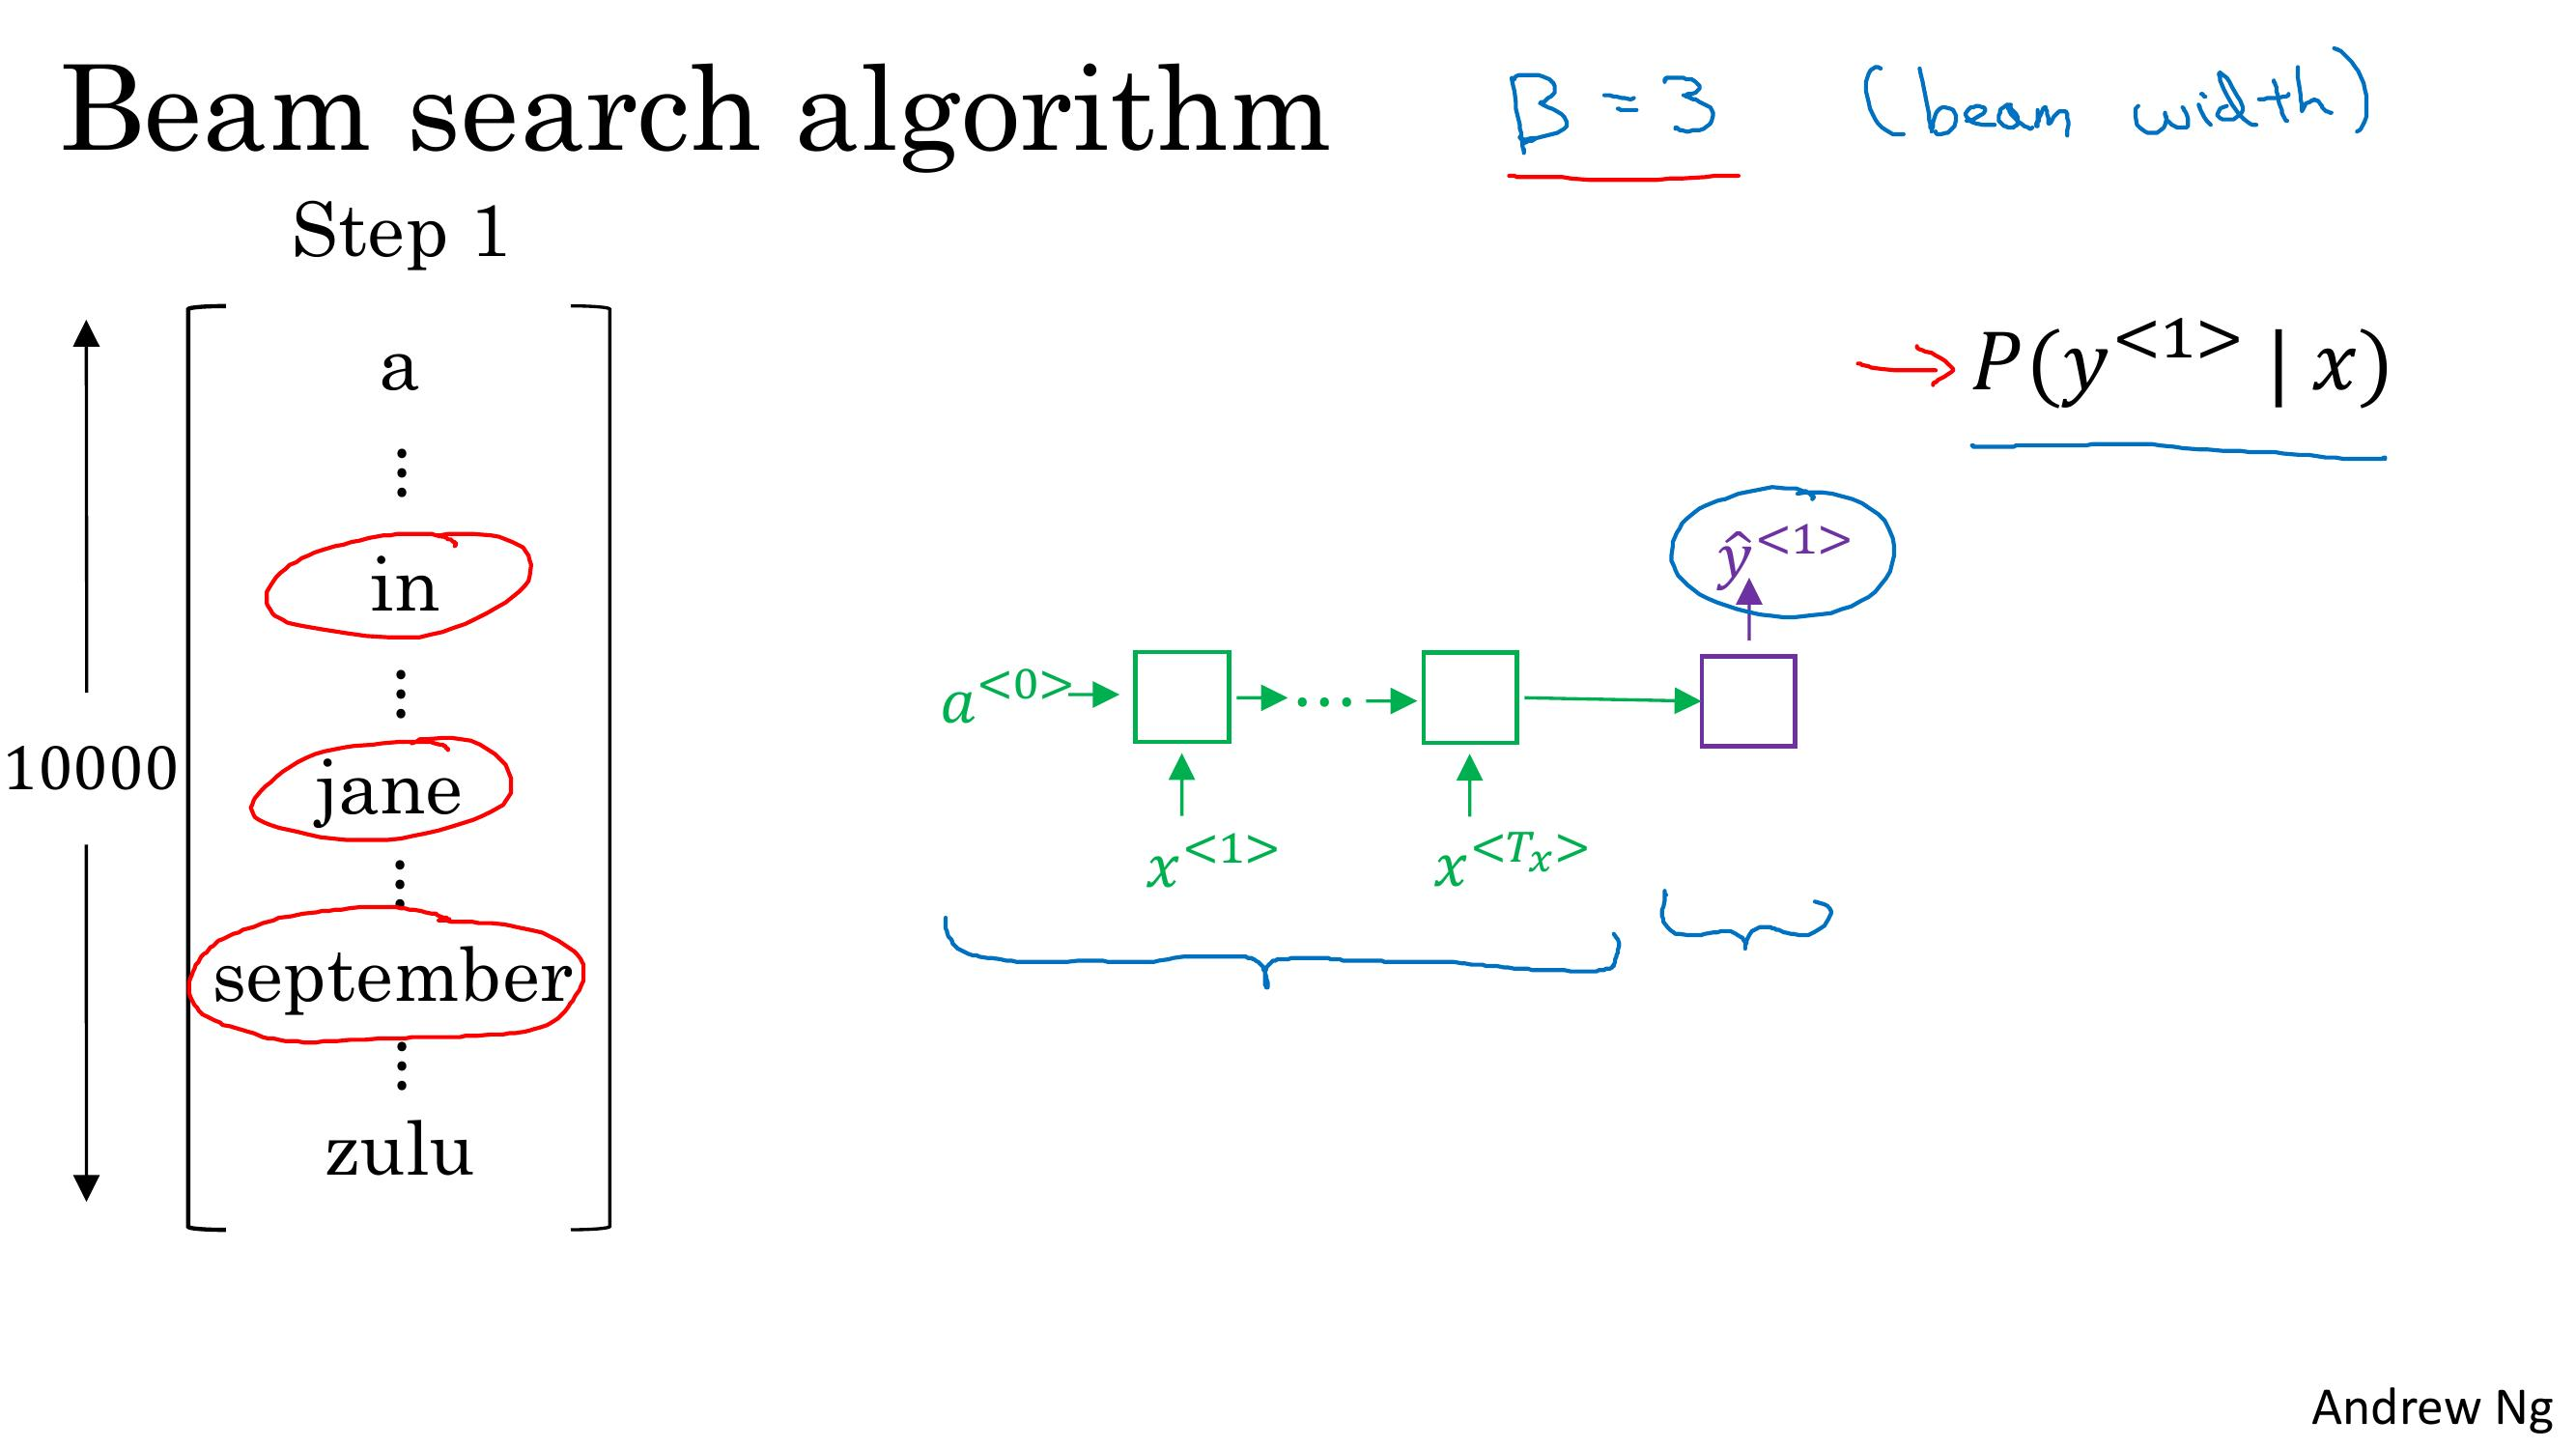 Beam search algorithm B = 3 (beam width)
Step 1
a
⋮
in
⋮
jane
⋮
september
⋮
zulu
10000
P(y<1> | x)
ŷ<1>
a<0> ...
x<1> x<Tx>
Andrew Ng